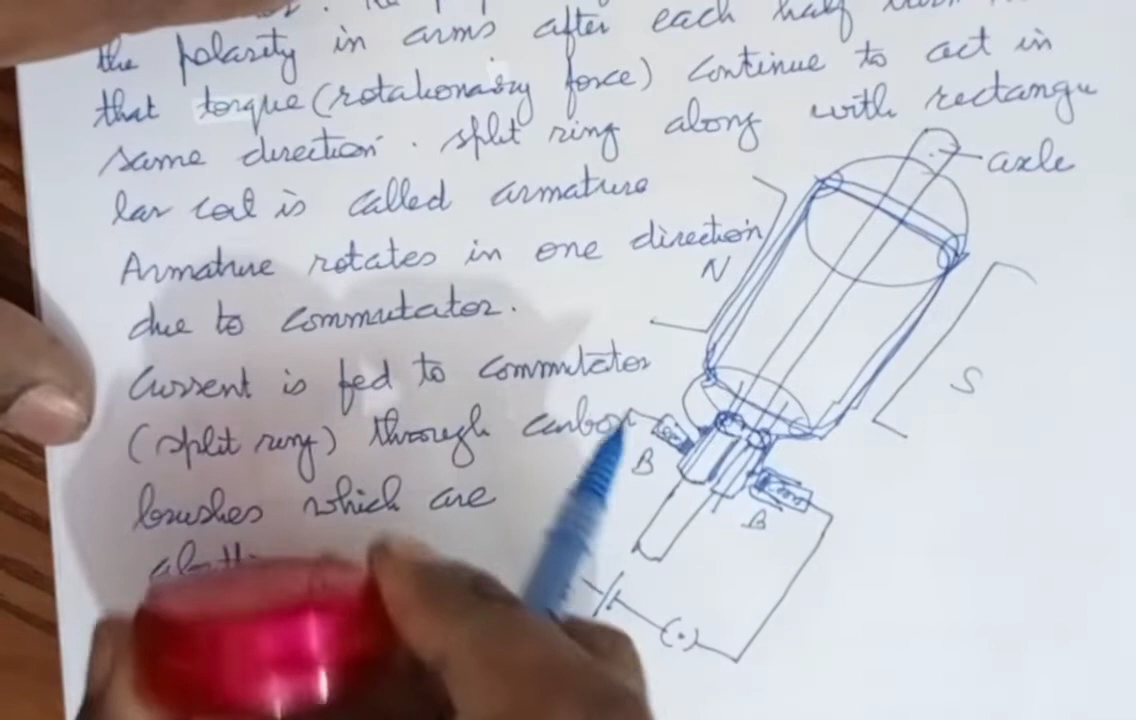 the polarity in arms after each half
that torque (rotationairy force) continue to act in
same direction. split ring along with rectangu
lar coil is called armature
Armature rotates in one direction
due to commutator.
Current is fed to commutator
(split ring) through carbon
brushes which are
axle
N
S
B
B